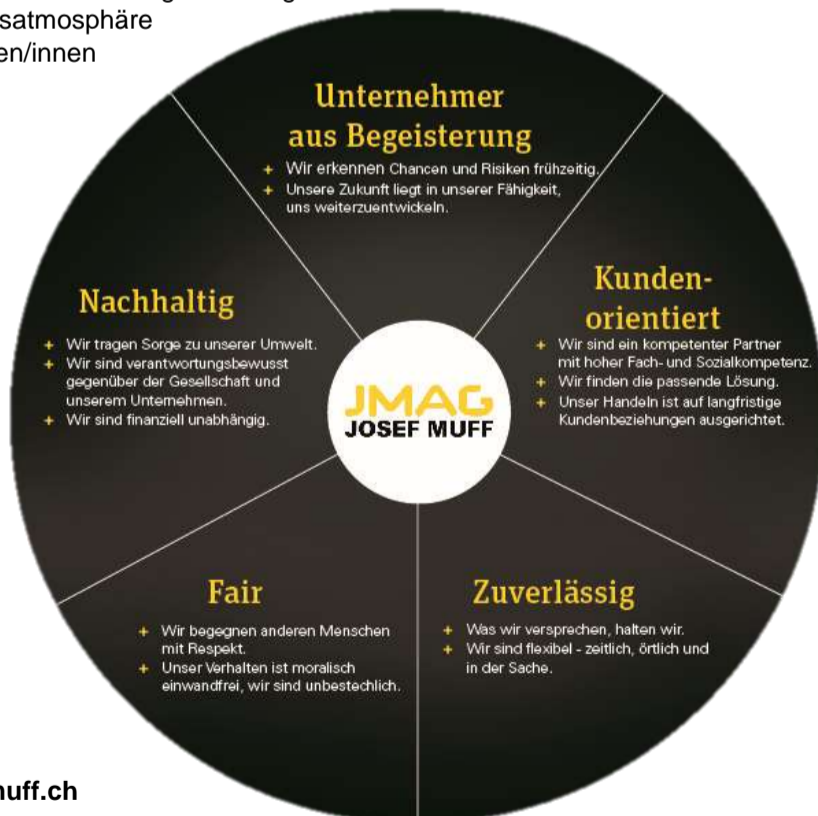 satmosphäre
en/innen
Unternehmer
aus Begeisterung
+ Wir erkennen Chancen und Risiken frühzeitig.
+ Unsere Zukunft liegt in unserer Fähigkeit,
uns weiterzuentwickeln.
Kunden-
orientiert
+ Wir sind ein kompetenter Partner
mit hoher Fach- und Sozialkompetenz.
+ Wir finden die passende Lösung.
+ Unser Handeln ist auf langfristige
Kundenbeziehungen ausgerichtet.
Nachhaltig
+ Wir tragen Sorge zu unserer Umwelt.
+ Wir sind verantwortungsbewusst
gegenüber der Gesellschaft und
unserem Unternehmen.
+ Wir sind finanziell unabhängig.
JMAG
JOSEF MUFF
Fair
+ Wir begegnen anderen Menschen
mit Respekt.
+ Unser Verhalten ist moralisch
einwandfrei, wir sind unbestechlich.
Zuverlässig
+ Was wir versprechen, halten wir.
+ Wir sind flexibel - zeitlich, örtlich und
in der Sache.
muff.ch